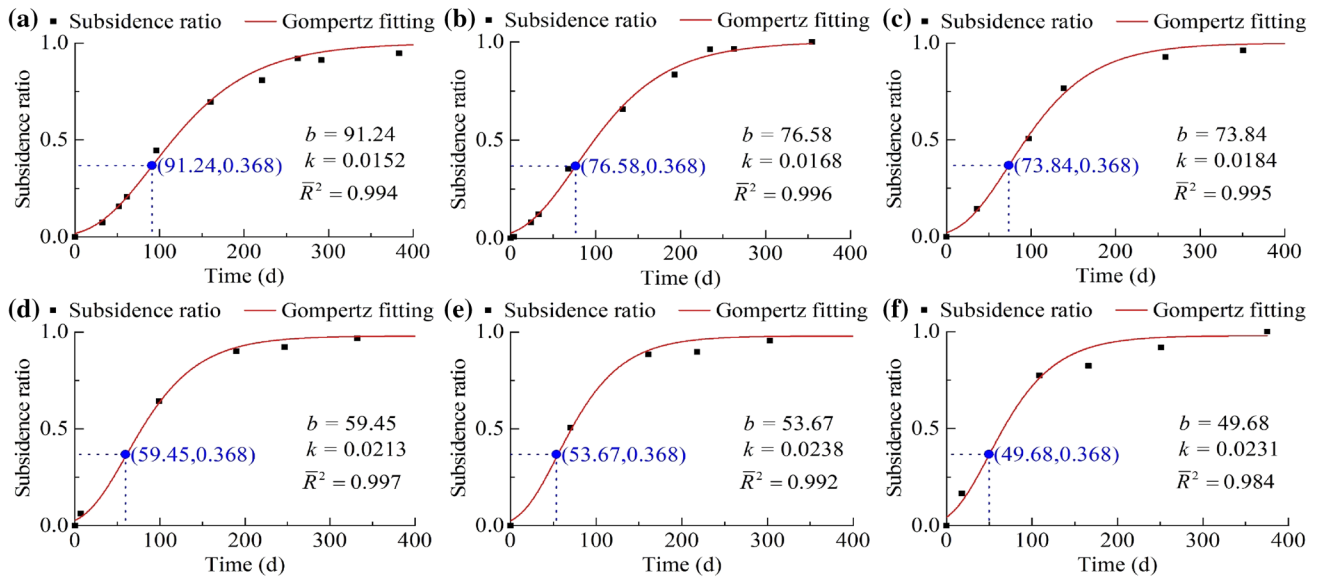 (a) ■ Subsidence ratio — Gompertz fitting
1.0
0.5
0.0
Subsidence ratio
b = 91.24
k = 0.0152
R̅² = 0.994
(91.24,0.368)
0 100 200 300 400
Time (d)
(b) ■ Subsidence ratio — Gompertz fitting
1.0
0.5
0.0
Subsidence ratio
b = 76.58
k = 0.0168
R̅² = 0.996
(76.58,0.368)
0 100 200 300 400
Time (d)
(c) ■ Subsidence ratio — Gompertz fitting
1.0
0.5
0.0
Subsidence ratio
b = 73.84
k = 0.0184
R̅² = 0.995
(73.84,0.368)
0 100 200 300 400
Time (d)
(d) ■ Subsidence ratio — Gompertz fitting
1.0
0.5
0.0
Subsidence ratio
b = 59.45
k = 0.0213
R̅² = 0.997
(59.45,0.368)
0 100 200 300 400
Time (d)
(e) ■ Subsidence ratio — Gompertz fitting
1.0
0.5
0.0
Subsidence ratio
b = 53.67
k = 0.0238
R̅² = 0.992
(53.67,0.368)
0 100 200 300 400
Time (d)
(f) ■ Subsidence ratio — Gompertz fitting
1.0
0.5
0.0
Subsidence ratio
b = 49.68
k = 0.0231
R̅² = 0.984
(49.68,0.368)
0 100 200 300 400
Time (d)